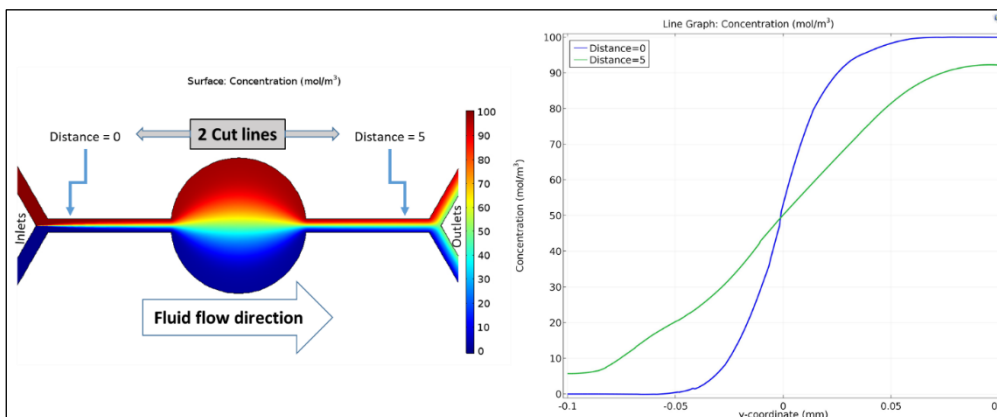 Surface: Concentration (mol/m³)
Distance = 0
2 Cut lines
Distance = 5
Inlets
Outlets
Fluid flow direction
100
90
80
70
60
50
40
30
20
10
0
Line Graph: Concentration (mol/m³)
Distance=0
Distance=5
Concentration (mol/m³)
100
90
80
70
60
50
40
30
20
10
0
-0.1
-0.05
0
0.05
y-coordinate (mm)